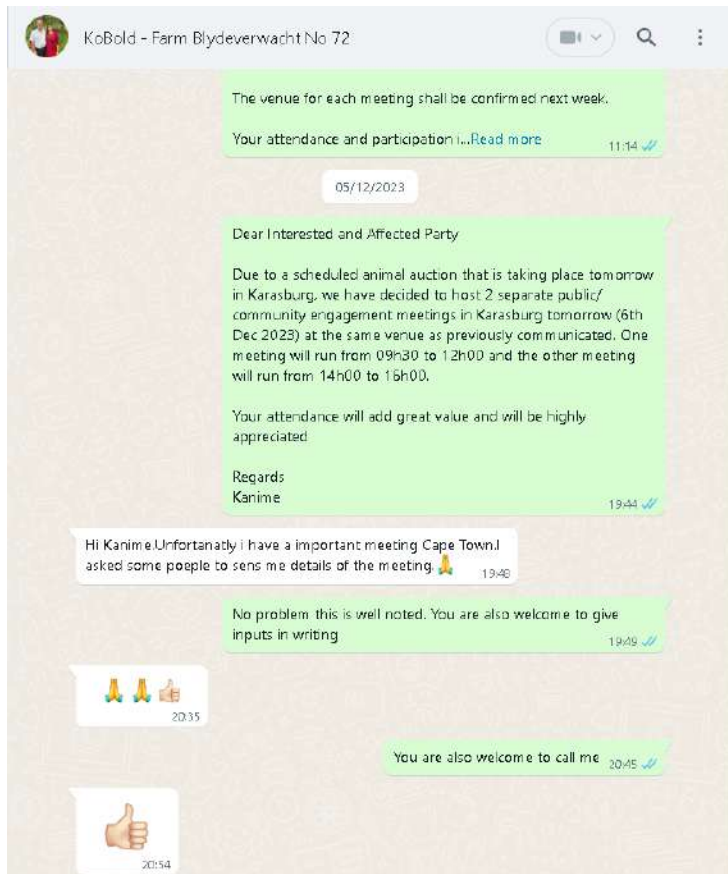 KoBold - Farm Blydeverwacht No 72
The venue for each meeting shall be confirmed next week.
Your attendance and participation i...Read more
11:14
05/12/2023
Dear Interested and Affected Party
Due to a scheduled animal auction that is taking place tomorrow
in Karasburg, we have decided to host 2 separate public/
community engagement meetings in Karasburg tomorrow (6th
Dec 2023) at the same venue as previously communicated. One
meeting will run from 09h30 to 12h00 and the other meeting
will run from 14h00 to 16h00.
Your attendance will add great value and will be highly
appreciated
Regards
Kanime
19:44
Hi Kanime.Unfortanatly i have a important meeting Cape Town.I
asked some poeple to sens me details of the meeting.🙏
19:48
No problem this is well noted. You are also welcome to give
inputs in writing
19:49
🙏🙏👍🏻
20:35
You are also welcome to call me
20:45
👍🏻
20:54